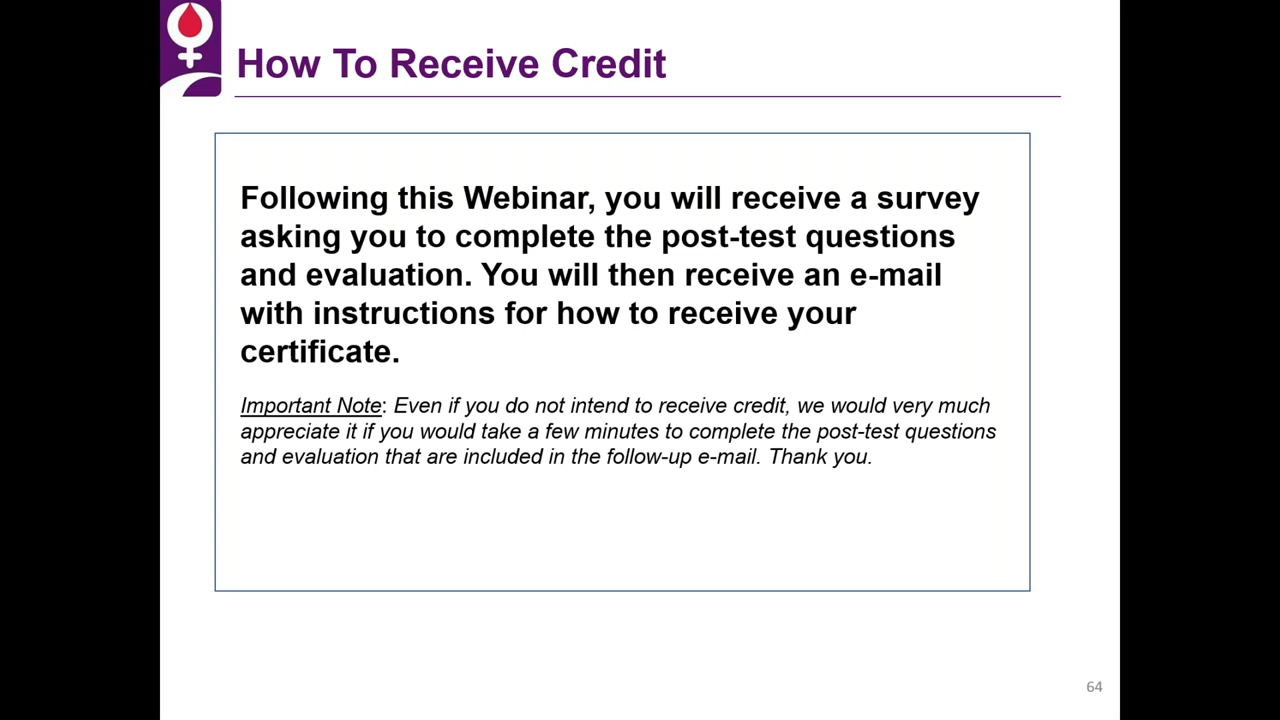 How To Receive Credit
Following this Webinar, you will receive a survey
asking you to complete the post-test questions
and evaluation. You will then receive an e-mail
with instructions for how to receive your
certificate.
Important Note: Even if you do not intend to receive credit, we would very much
appreciate it if you would take a few minutes to complete the post-test questions
and evaluation that are included in the follow-up e-mail. Thank you.
64